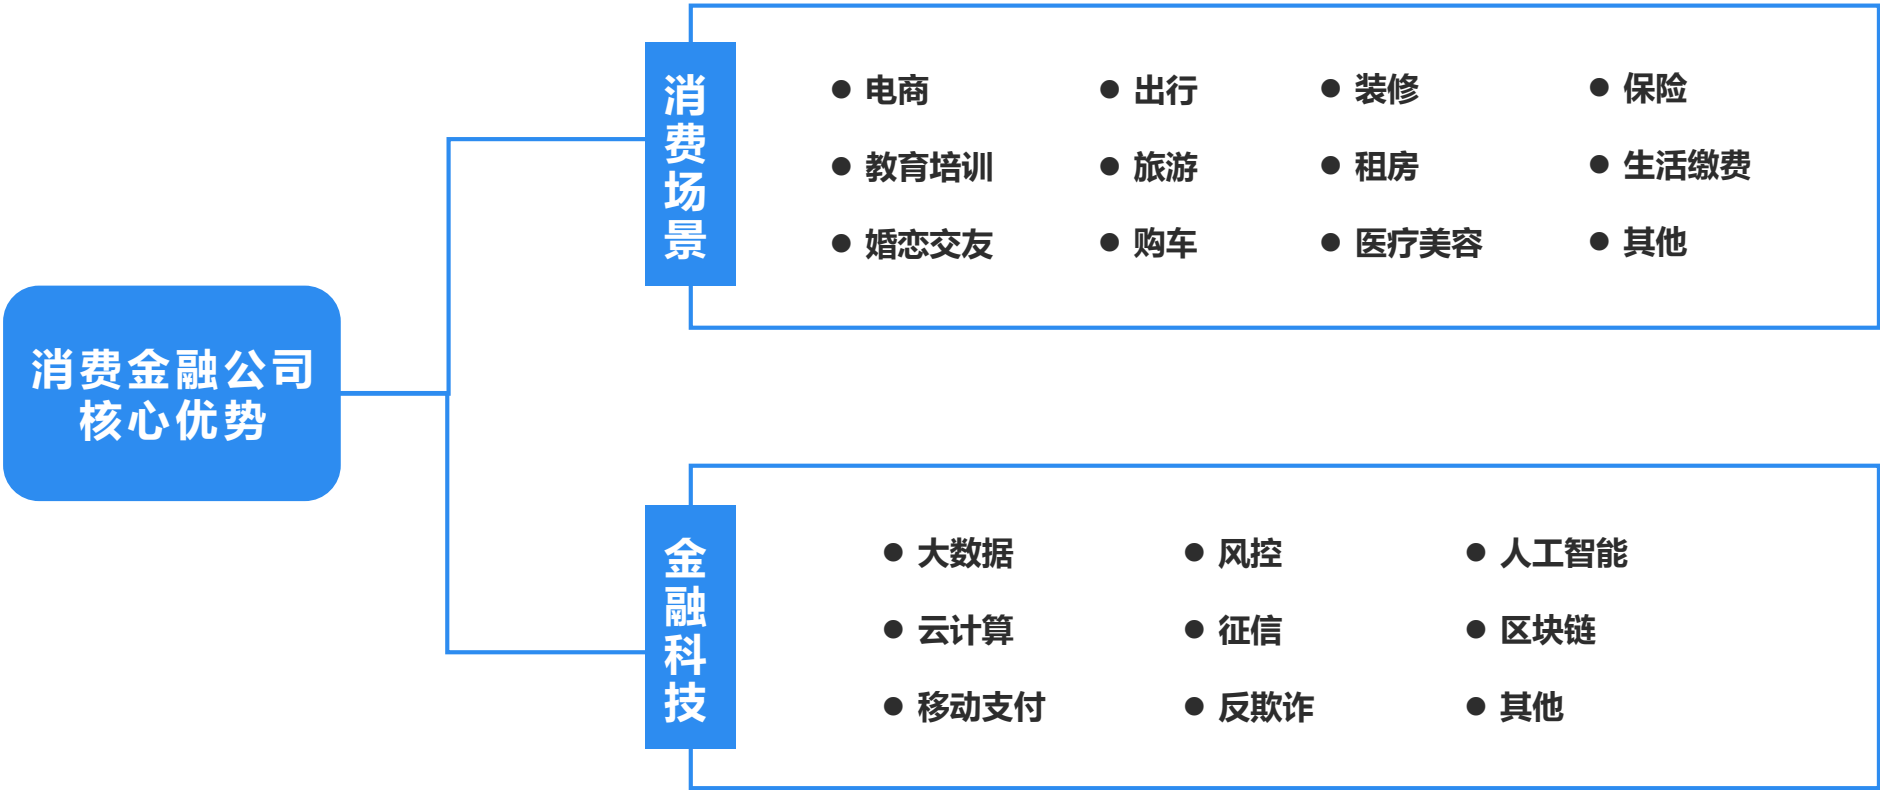 消费金融公司
核心优势
消费场景
● 电商 ● 出行 ● 装修 ● 保险
● 教育培训 ● 旅游 ● 租房 ● 生活缴费
● 婚恋交友 ● 购车 ● 医疗美容 ● 其他
金融科技
● 大数据 ● 风控 ● 人工智能
● 云计算 ● 征信 ● 区块链
● 移动支付 ● 反欺诈 ● 其他